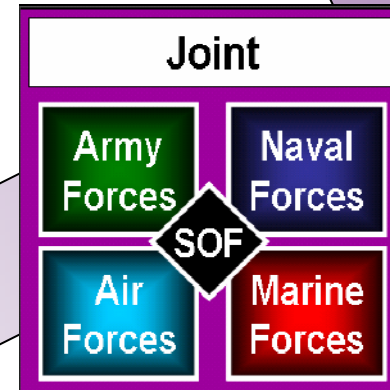 Joint
Army
Forces
Naval
Forces
SOF
Air
Forces
Marine
Forces